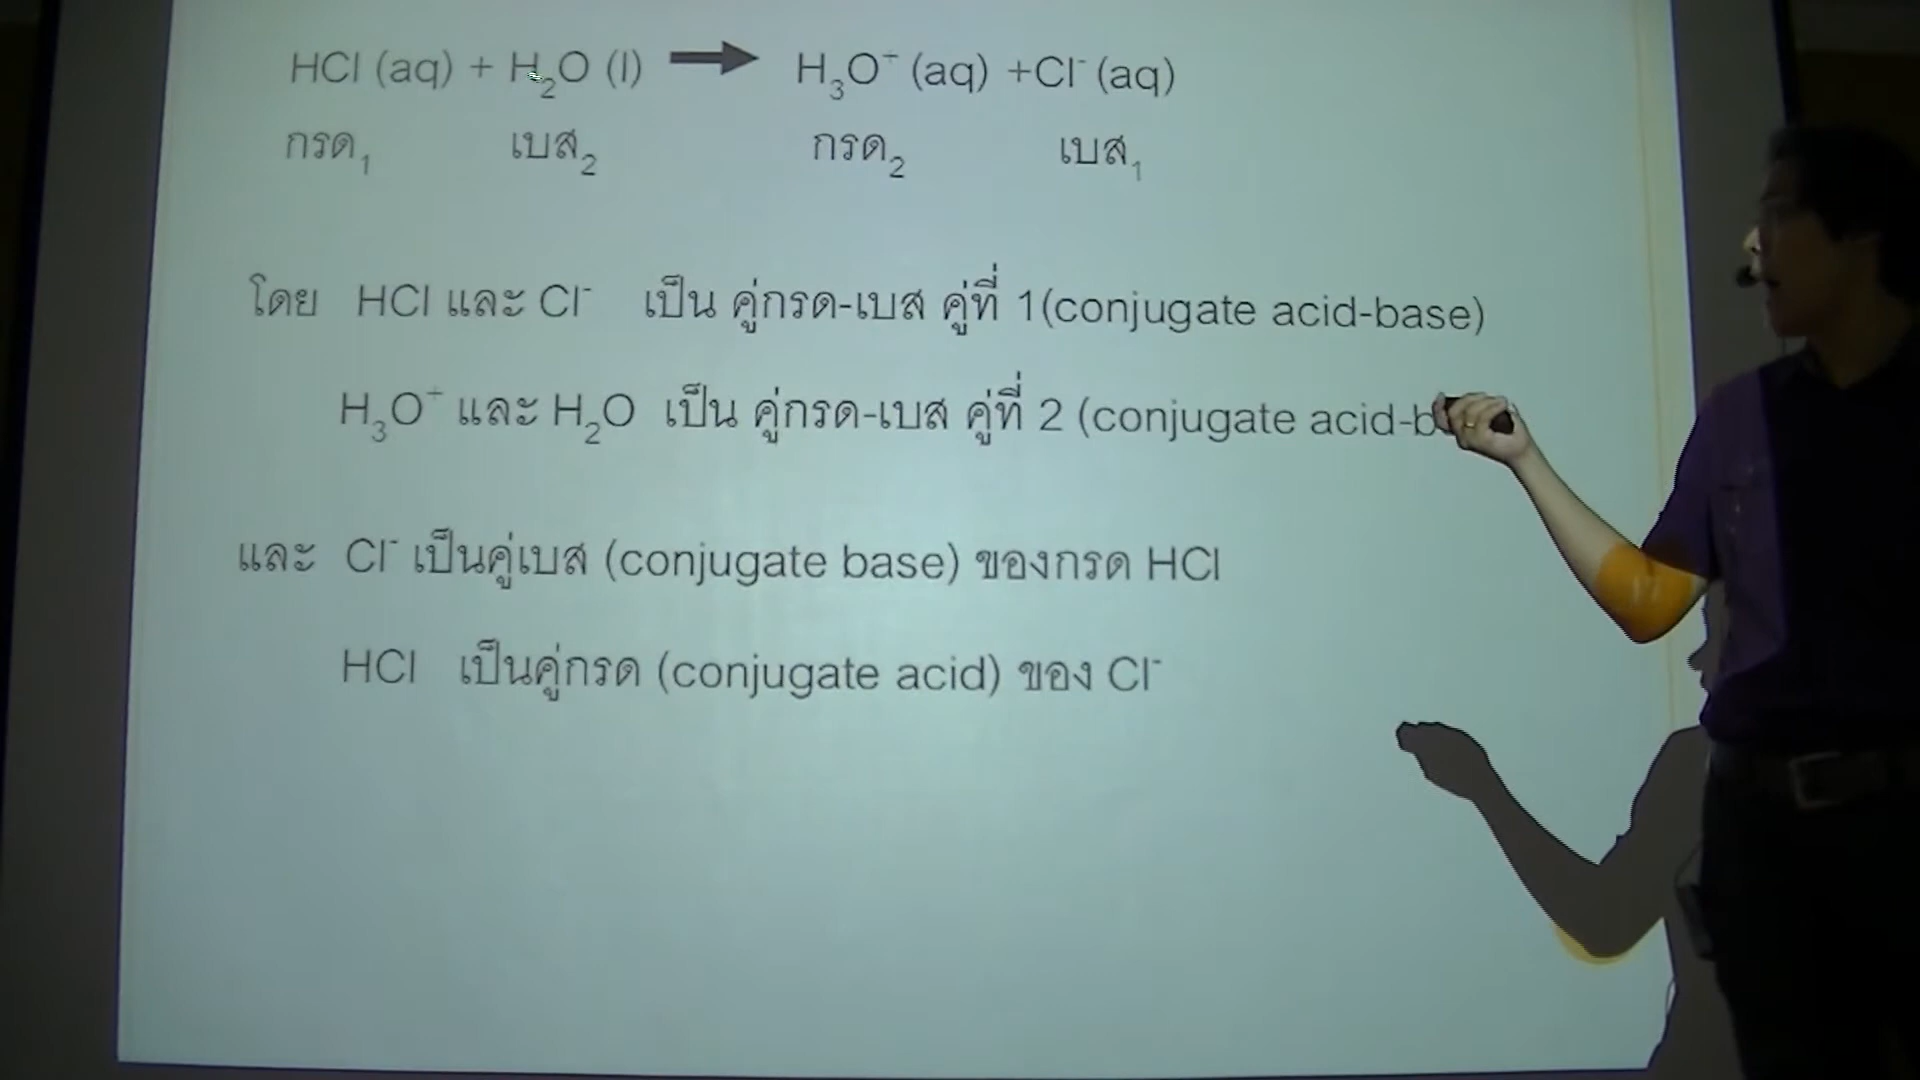 HCl (aq) + H₂O (l) → H₃O⁺ (aq) +Cl⁻ (aq)
กรด₁ เบส₂ กรด₂ เบส₁
โดย HCl และ Cl⁻ เป็น คู่กรด-เบส คู่ที่ 1(conjugate acid-base)
H₃O⁺ และ H₂O เป็น คู่กรด-เบส คู่ที่ 2 (conjugate acid-b
และ Cl⁻ เป็นคู่เบส (conjugate base) ของกรด HCl
HCl เป็นคู่กรด (conjugate acid) ของ Cl⁻